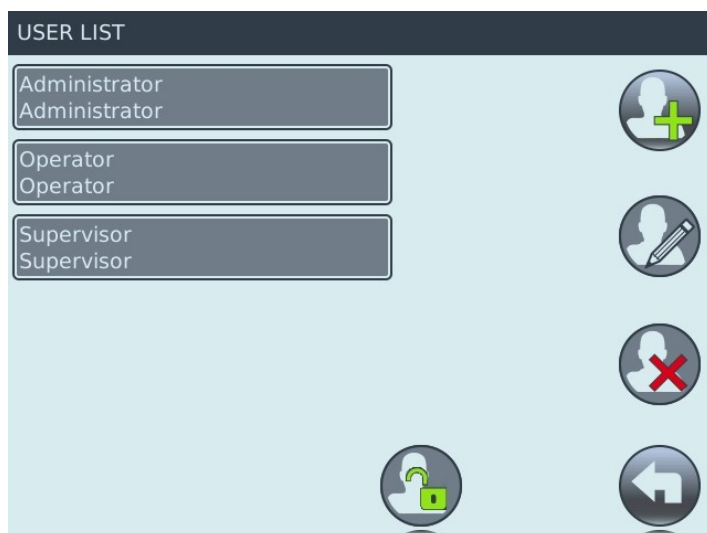 USER LIST
Administrator
Administrator
Operator
Operator
Supervisor
Supervisor